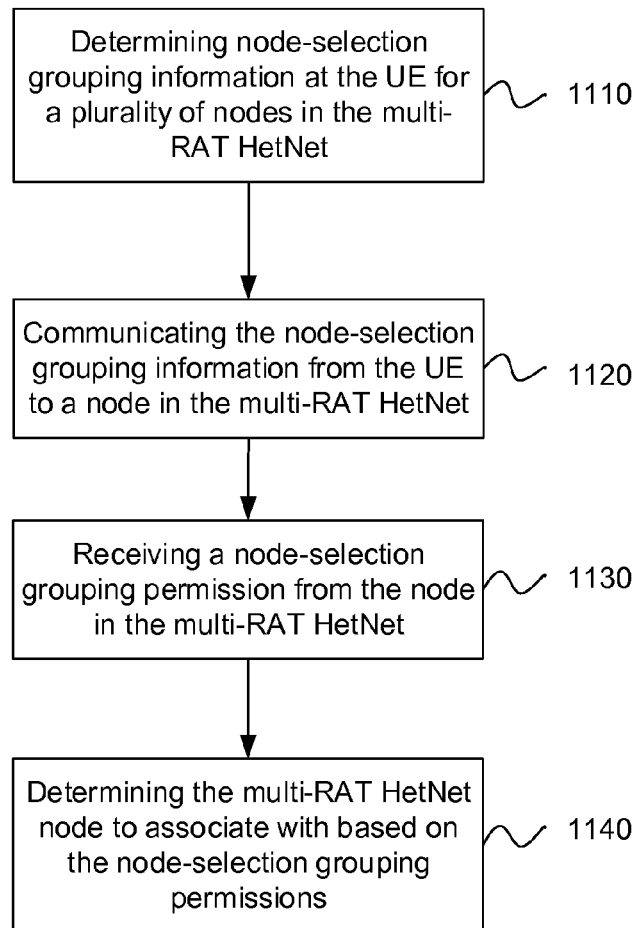 Determining node-selection
grouping information at the UE for
a plurality of nodes in the multi-
RAT HetNet
1110
Communicating the node-selection
grouping information from the UE
to a node in the multi-RAT HetNet
1120
Receiving a node-selection
grouping permission from the node
in the multi-RAT HetNet
1130
Determining the multi-RAT HetNet
node to associate with based on
the node-selection grouping
permissions
1140